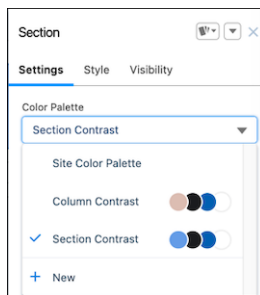 Section
Settings Style Visibility
Color Palette
Section Contrast
Site Color Palette
Column Contrast
Section Contrast
New